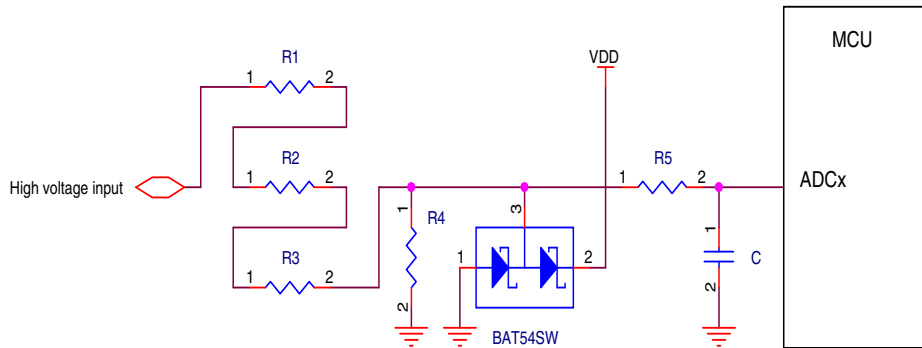 MCU
R1
1 2
VDD
R2
1 2
High voltage input
R5
1 2
ADCx
1
R4
2
3
1 2
BAT54SW
R3
1 2
1
C
2